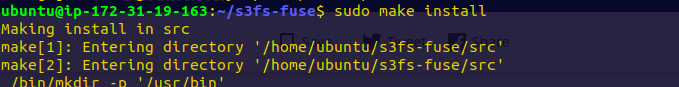 ubuntu@ip-172-31-19-163:~/s3fs-fuse$ sudo make install
Making install in src
make[1]: Entering directory '/home/ubuntu/s3fs-fuse/src'
make[2]: Entering directory '/home/ubuntu/s3fs-fuse/src'
/bin/mkdir -p '/usr/bin'